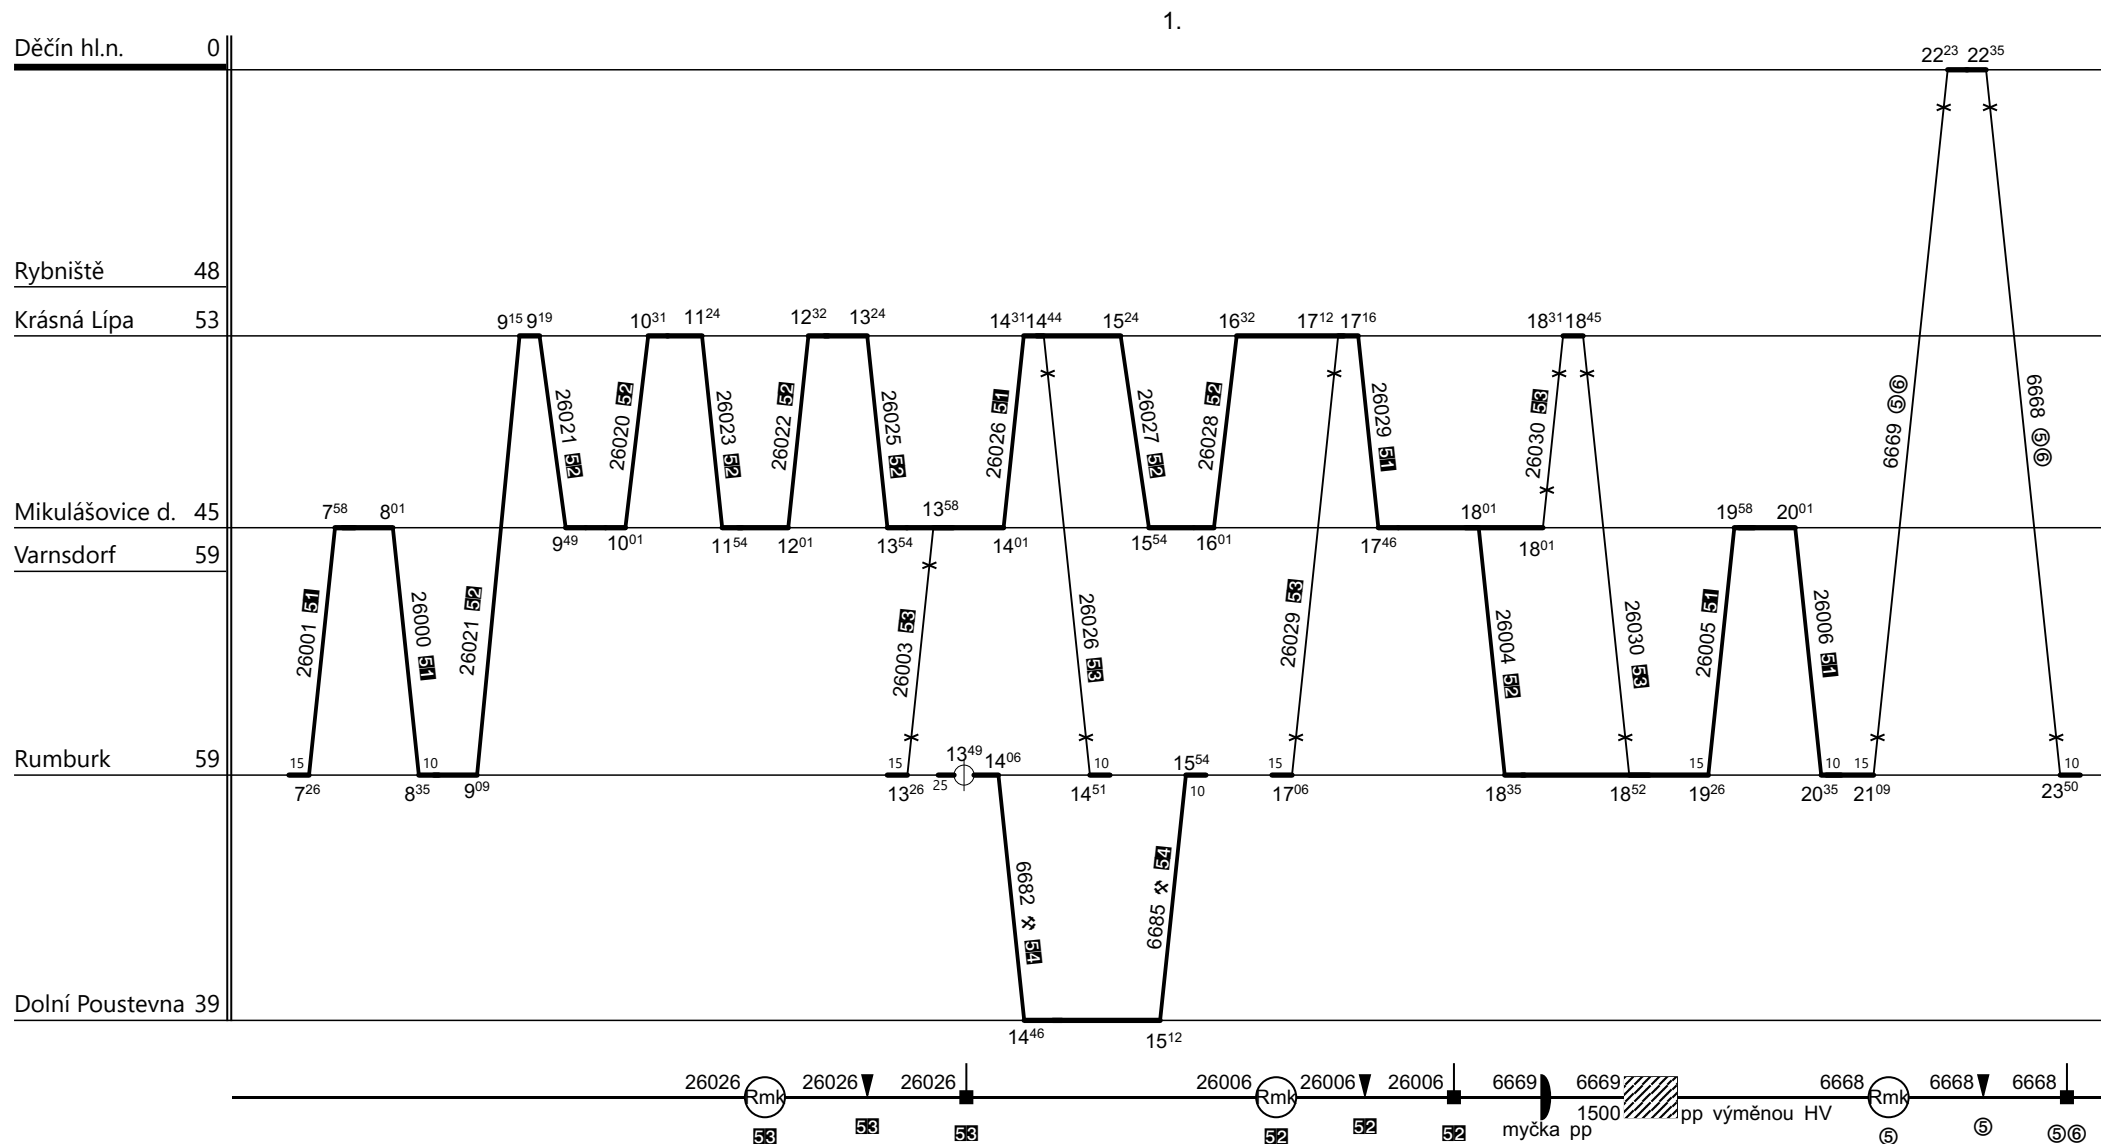 1.
Děčín hl.n. 0
22²³ 22³⁵
Rybniště 48
Krásná Lípa 53
9¹⁵ 9¹⁹ 10³¹ 11²⁴ 12³² 13²⁴ 14³¹ 14⁴⁴ 15²⁴ 16³² 17¹² 17¹⁶ 18³¹ 18⁴⁵
26021 52
26020 52
26023 52
26022 52
26025 52
26026 51
26027 52
26028 52
26029 51
26030 53
6669 ⑤⑥
6668 ⑤⑥
Mikulášovice d. 45
7⁵⁸ 8⁰¹ 13⁵⁸ 18⁰¹ 19⁵⁸ 20⁰¹
9⁴⁹ 10⁰¹ 11⁵⁴ 12⁰¹ 13⁵⁴ 14⁰¹ 15⁵⁴ 16⁰¹ 17⁴⁶ 18⁰¹
Varnsdorf 59
26001 51
26000 51
26021 52
26003 53
26026 53
26029 53
26004 52
26030 53
26005 51
26006 51
Rumburk 59
15 10 15 13⁴⁹ 14⁰⁶ 10 15⁵⁴ 15 15 10 15 10
7²⁶ 8³⁵ 9⁰⁹ 13²⁶ 25 14⁵¹ 10 17⁰⁶ 18³⁵ 18⁵² 19²⁶ 20³⁵ 21⁰⁹ 23⁵⁰
6682 ⚒ 54
6685 ⚒ 54
Dolní Poustevna 39
14⁴⁶ 15¹²
26026 Rmk 26026 26026 26006 Rmk 26006 26006 6669 6669 6668 Rmk 6668 6668
1500 pp výměnou HV
myčka pp
53 53 53 52 52 52 ⑤ ⑤ ⑤⑥